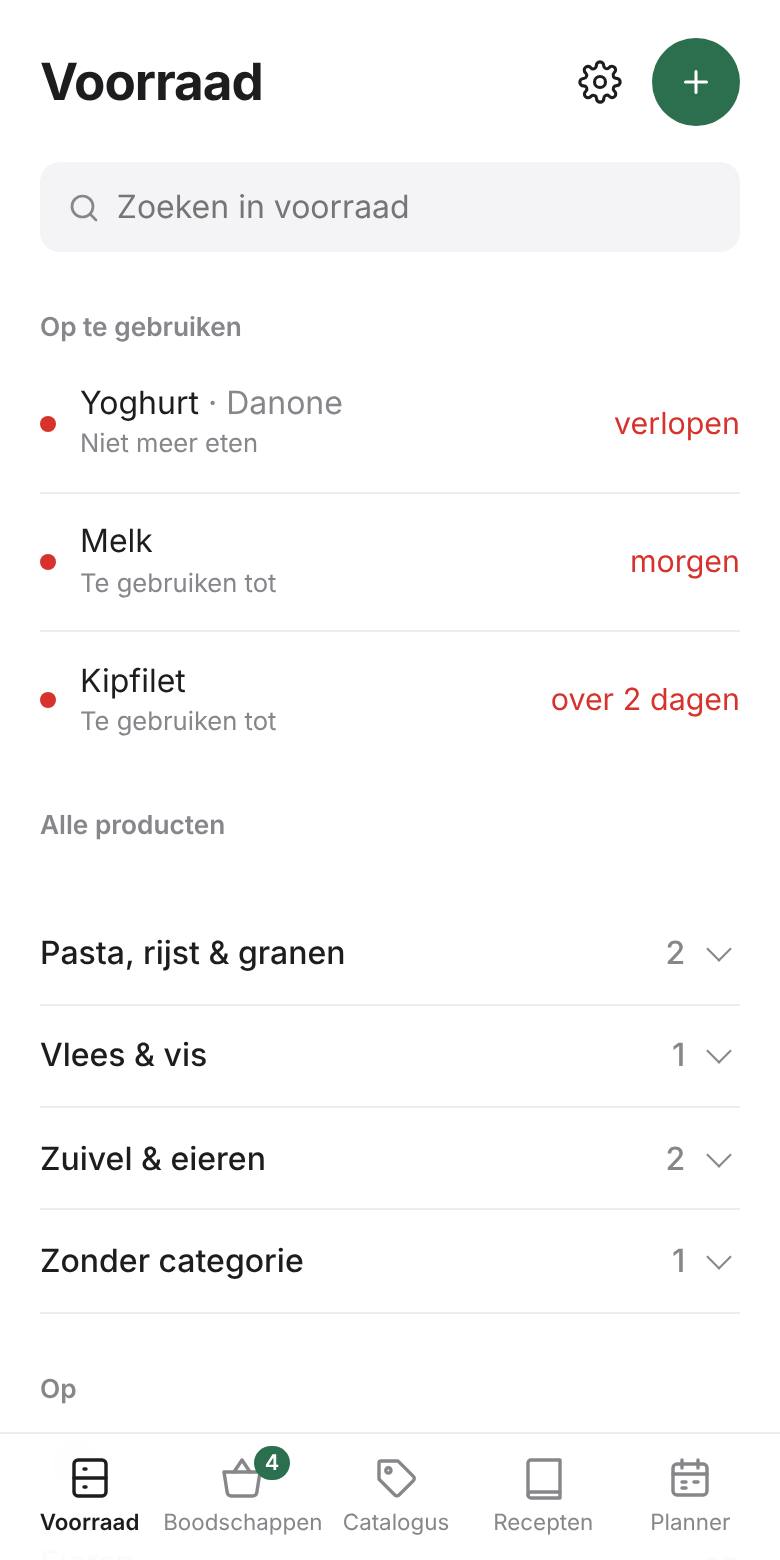 Voorraad
Zoeken in voorraad
Op te gebruiken
Yoghurt · Danone
Niet meer eten
verlopen
Melk
Te gebruiken tot
morgen
Kipfilet
Te gebruiken tot
over 2 dagen
Alle producten
Pasta, rijst & granen 2
Vlees & vis 1
Zuivel & eieren 2
Zonder categorie 1
Op
4
Voorraad Boodschappen Catalogus Recepten Planner